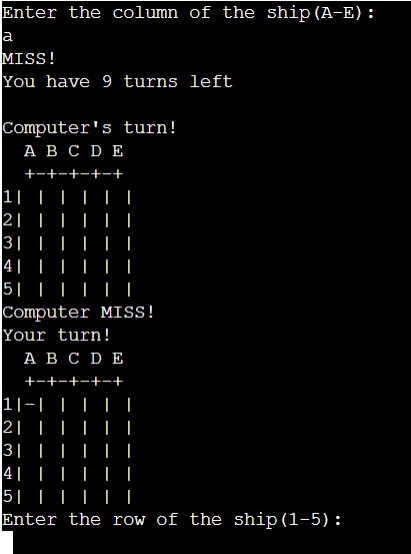 Enter the column of the ship(A-E):
a
MISS!
You have 9 turns left

Computer's turn!
  A B C D E
  +-+-+-+-+
1| | | | | |
2| | | | | |
3| | | | | |
4| | | | | |
5| | | | | |
Computer MISS!
Your turn!
  A B C D E
  +-+-+-+-+
1|-| | | | |
2| | | | | |
3| | | | | |
4| | | | | |
5| | | | | |
Enter the row of the ship(1-5):